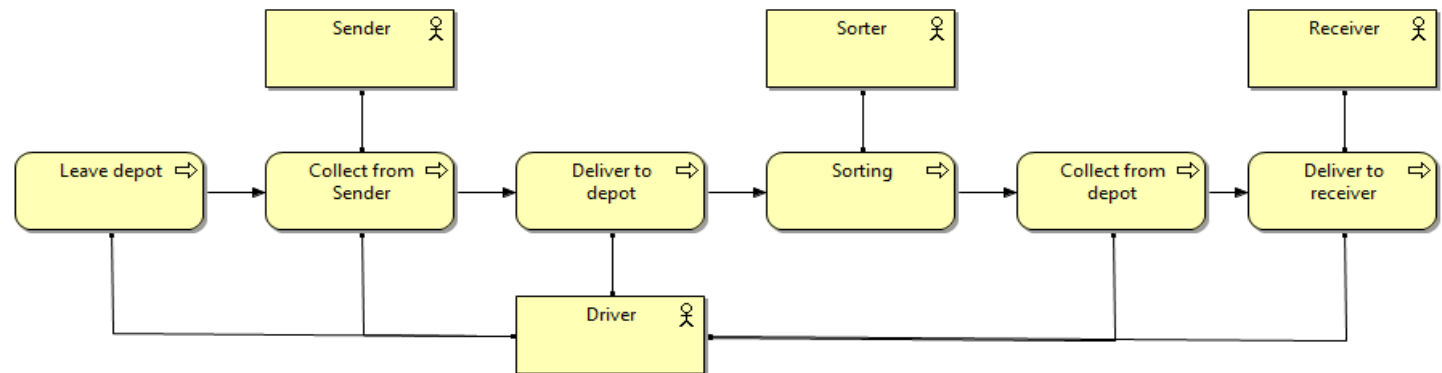 Sender
Sorter
Receiver
Leave depot
Collect from
Sender
Deliver to
depot
Sorting
Collect from
depot
Deliver to
receiver
Driver